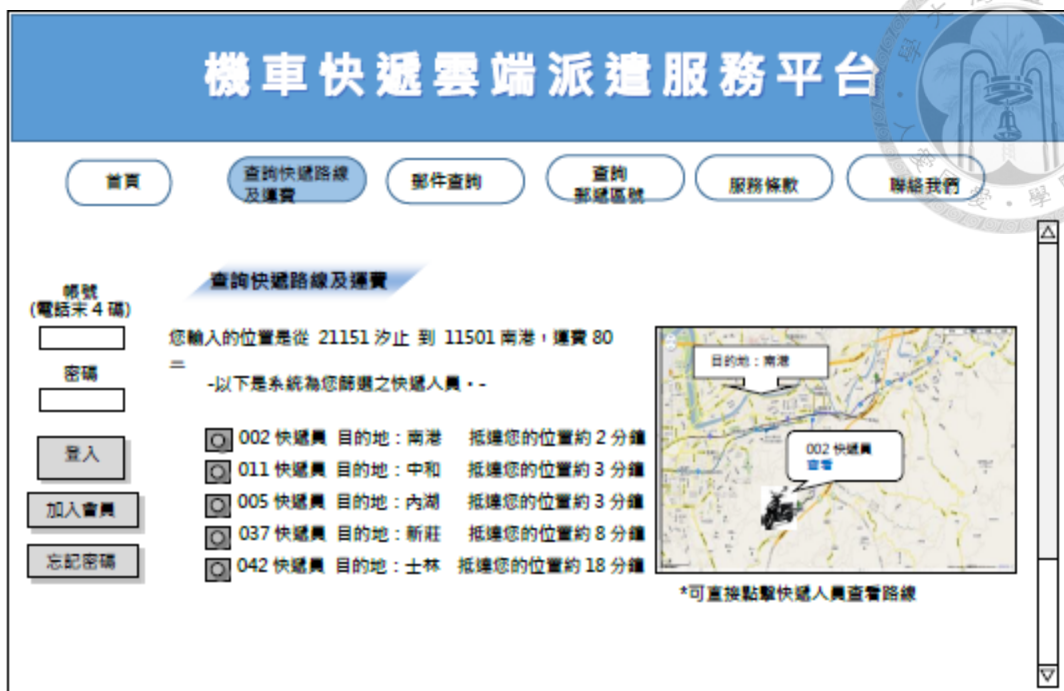 機車快遞雲端派遣服務平台
首頁
查詢快遞路線
及運費
郵件查詢
查詢
郵遞區號
服務條款
聯絡我們
帳號
(電話末 4 碼)
密碼
登入
加入會員
忘記密碼
查詢快遞路線及運費
您輸入的位置是從 21151 汐止 到 11501 南港,運費 80
-以下是系統為您篩選之快遞人員。-
002 快遞員 目的地:南港 抵達您的位置約 2 分鐘
011 快遞員 目的地:中和 抵達您的位置約 3 分鐘
005 快遞員 目的地:內湖 抵達您的位置約 3 分鐘
037 快遞員 目的地:新莊 抵達您的位置約 8 分鐘
042 快遞員 目的地:士林 抵達您的位置約 18 分鐘
目的地:南港
002 快遞員
查看
*可直接點擊快遞人員查看路線